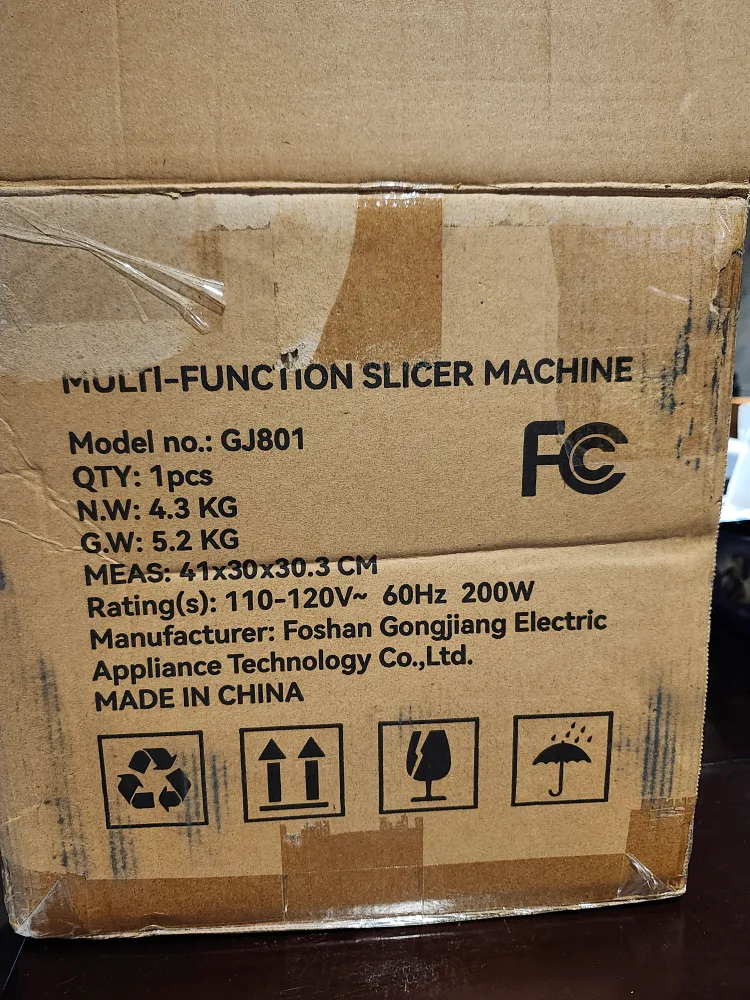 MULTI-FUNCTION SLICER MACHINE
Model no.: GJ801
FC
QTY: 1pcs
N.W: 4.3 KG
G.W: 5.2 KG
MEAS: 41x30x30.3 CM
Rating(s): 110-120V~ 60Hz 200W
Manufacturer: Foshan Gongjiang Electric
Appliance Technology Co.,Ltd.
MADE IN CHINA